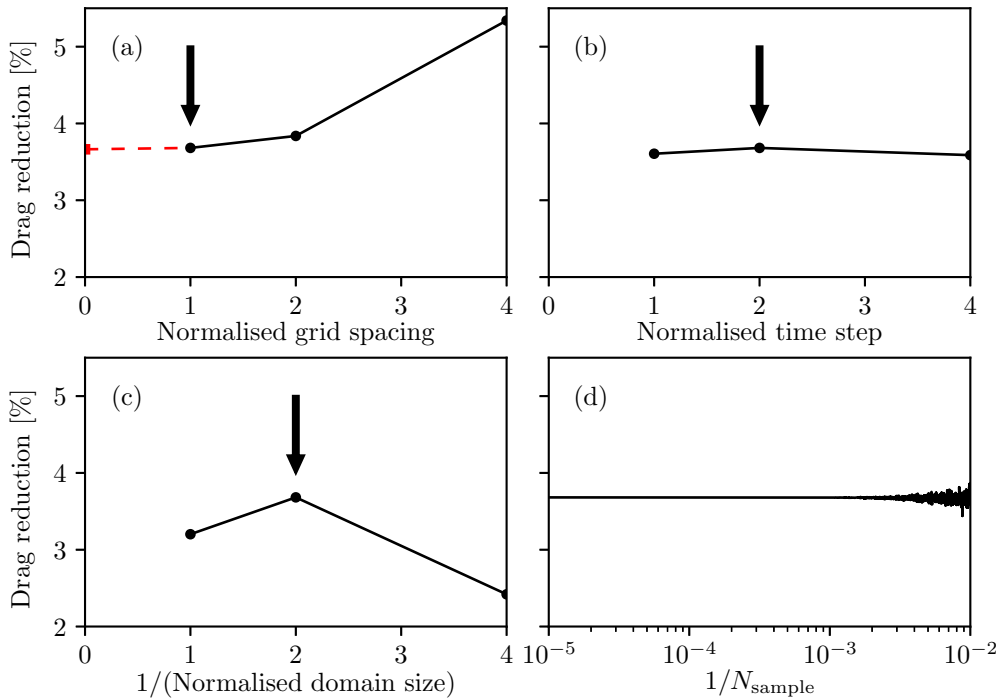 Drag reduction [%]
5
4
3
2
(a)
0 1 2 3 4
Normalised grid spacing
(b)
0 1 2 3 4
Normalised time step
Drag reduction [%]
5
4
3
2
(c)
0 1 2 3 4
1/(Normalised domain size)
(d)
10⁻⁵ 10⁻⁴ 10⁻³ 10⁻²
1/N_sample